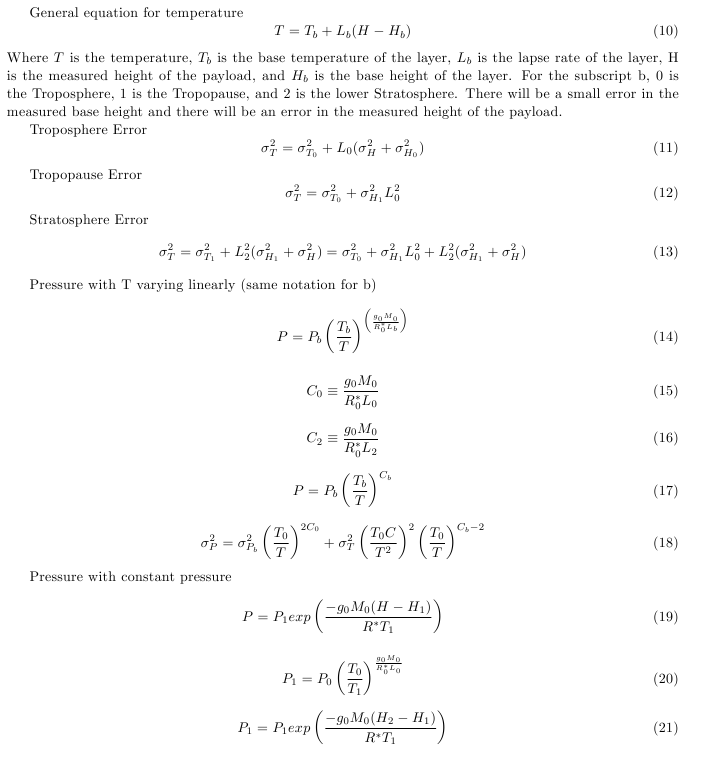 General equation for temperature
T = T_b + L_b(H − H_b) (10)
Where T is the temperature, T_b is the base temperature of the layer, L_b is the lapse rate of the layer, H
is the measured height of the payload, and H_b is the base height of the layer. For the subscript b, 0 is
the Troposphere, 1 is the Tropopause, and 2 is the lower Stratosphere. There will be a small error in the
measured base height and there will be an error in the measured height of the payload.
Troposphere Error
σ_T^2 = σ_{T_0}^2 + L_0(σ_H^2 + σ_{H_0}^2) (11)
Tropopause Error
σ_T^2 = σ_{T_0}^2 + σ_{H_1}^2 L_0^2 (12)
Stratosphere Error
σ_T^2 = σ_{T_1}^2 + L_2^2(σ_{H_1}^2 + σ_H^2) = σ_{T_0}^2 + σ_{H_1}^2 L_0^2 + L_2^2(σ_{H_1}^2 + σ_H^2) (13)
Pressure with T varying linearly (same notation for b)
P = P_b (T_b/T)^{(g_0 M_0 / R_0^* L_b)} (14)
C_0 ≡ g_0 M_0 / R_0^* L_0 (15)
C_2 ≡ g_0 M_0 / R_0^* L_2 (16)
P = P_b (T_b/T)^{C_b} (17)
σ_P^2 = σ_{P_b}^2 (T_0/T)^{2C_0} + σ_T^2 (T_0 C/T^2)^2 (T_0/T)^{C_b−2} (18)
Pressure with constant pressure
P = P_1 exp(−g_0 M_0(H − H_1) / R^* T_1) (19)
P_1 = P_0 (T_0/T_1)^{g_0 M_0 / R_0^* L_0} (20)
P_1 = P_1 exp(−g_0 M_0(H_2 − H_1) / R^* T_1) (21)